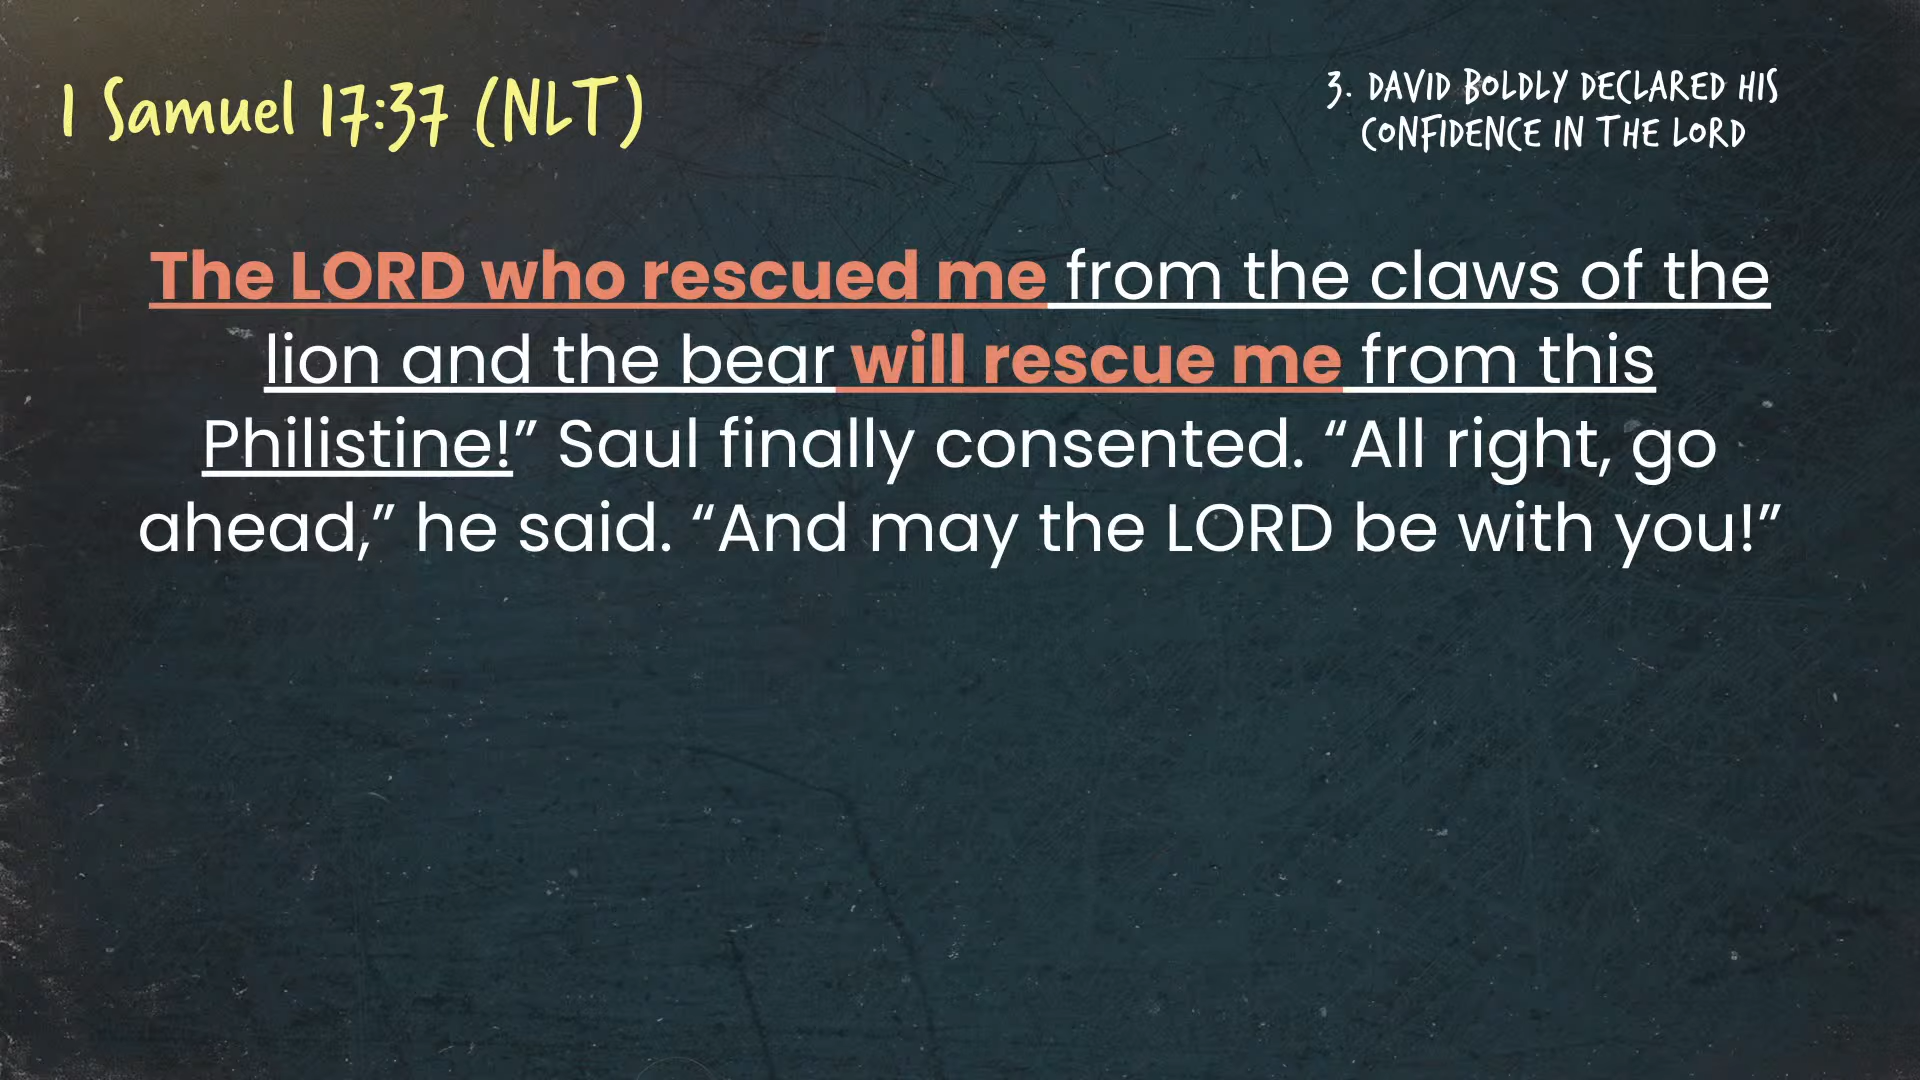 1 Samuel 17:37 (NLT)
3. DAVID BOLDLY DECLARED HIS
CONFIDENCE IN THE LORD
The LORD who rescued me from the claws of the
lion and the bear will rescue me from this
Philistine!” Saul finally consented. “All right, go
ahead,” he said. “And may the LORD be with you!”